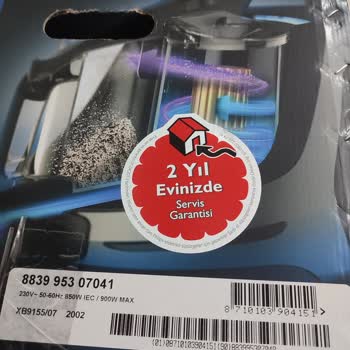 2 Yıl
Evinizde
Servis
Garantisi
8839 953 07041
230V~ 50-60Hz 850W IEC / 900W MAX
XB9155/07 2002
8 710103 904151 >